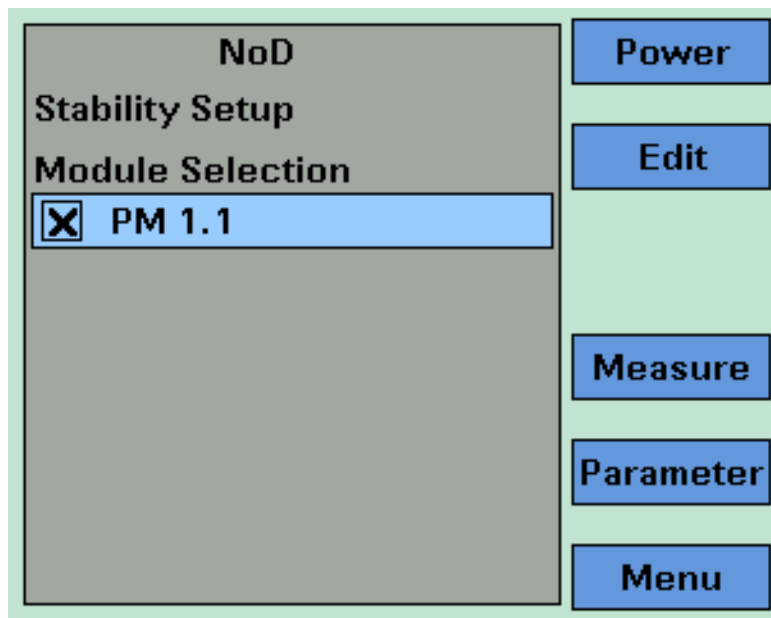 NoD
Stability Setup
Module Selection
PM 1.1
Power
Edit
Measure
Parameter
Menu